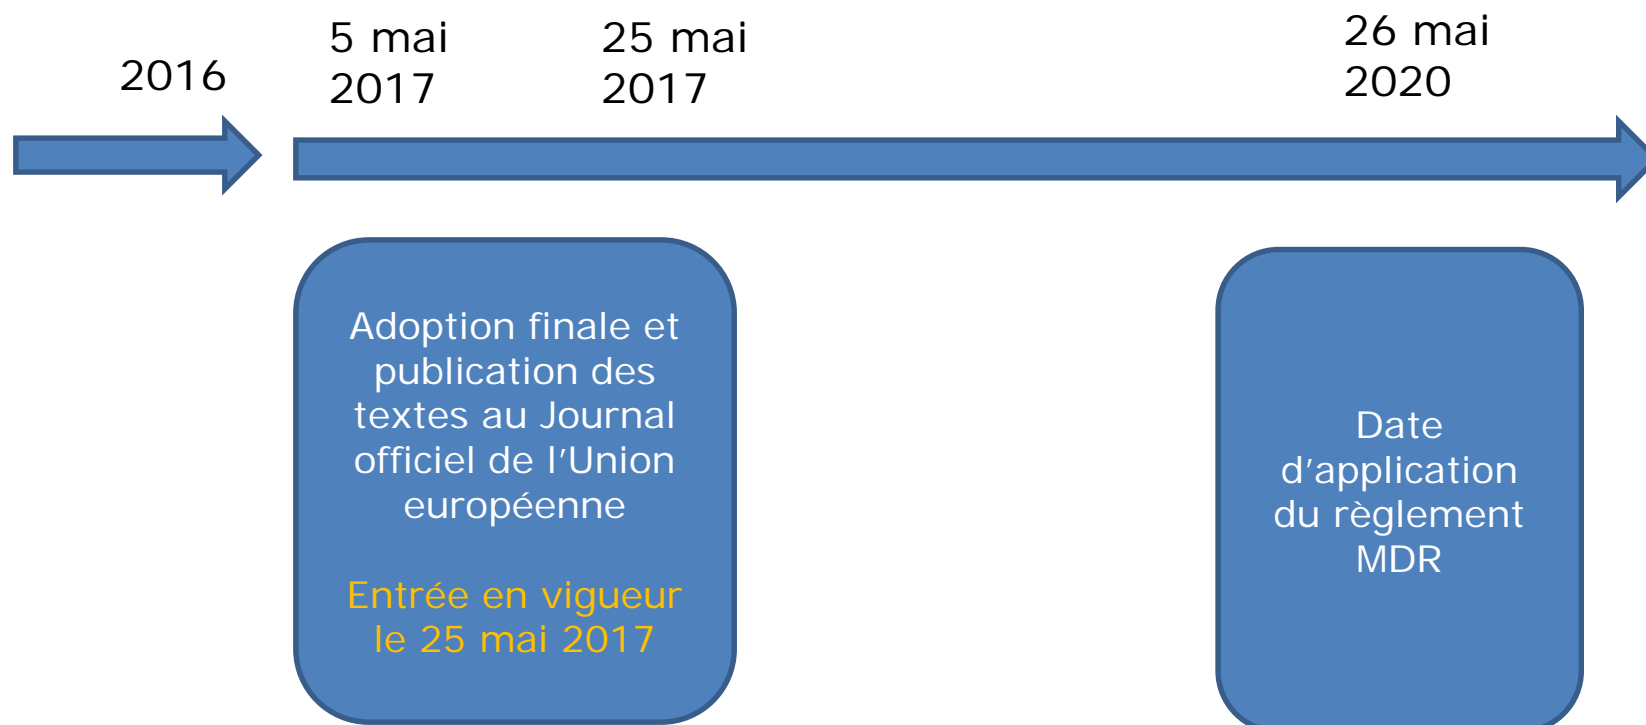 2016
5 mai
2017
25 mai
2017
26 mai
2020
Adoption finale et
publication des
textes au Journal
officiel de l'Union
européenne
Entrée en vigueur
le 25 mai 2017
Date
d'application
du règlement
MDR